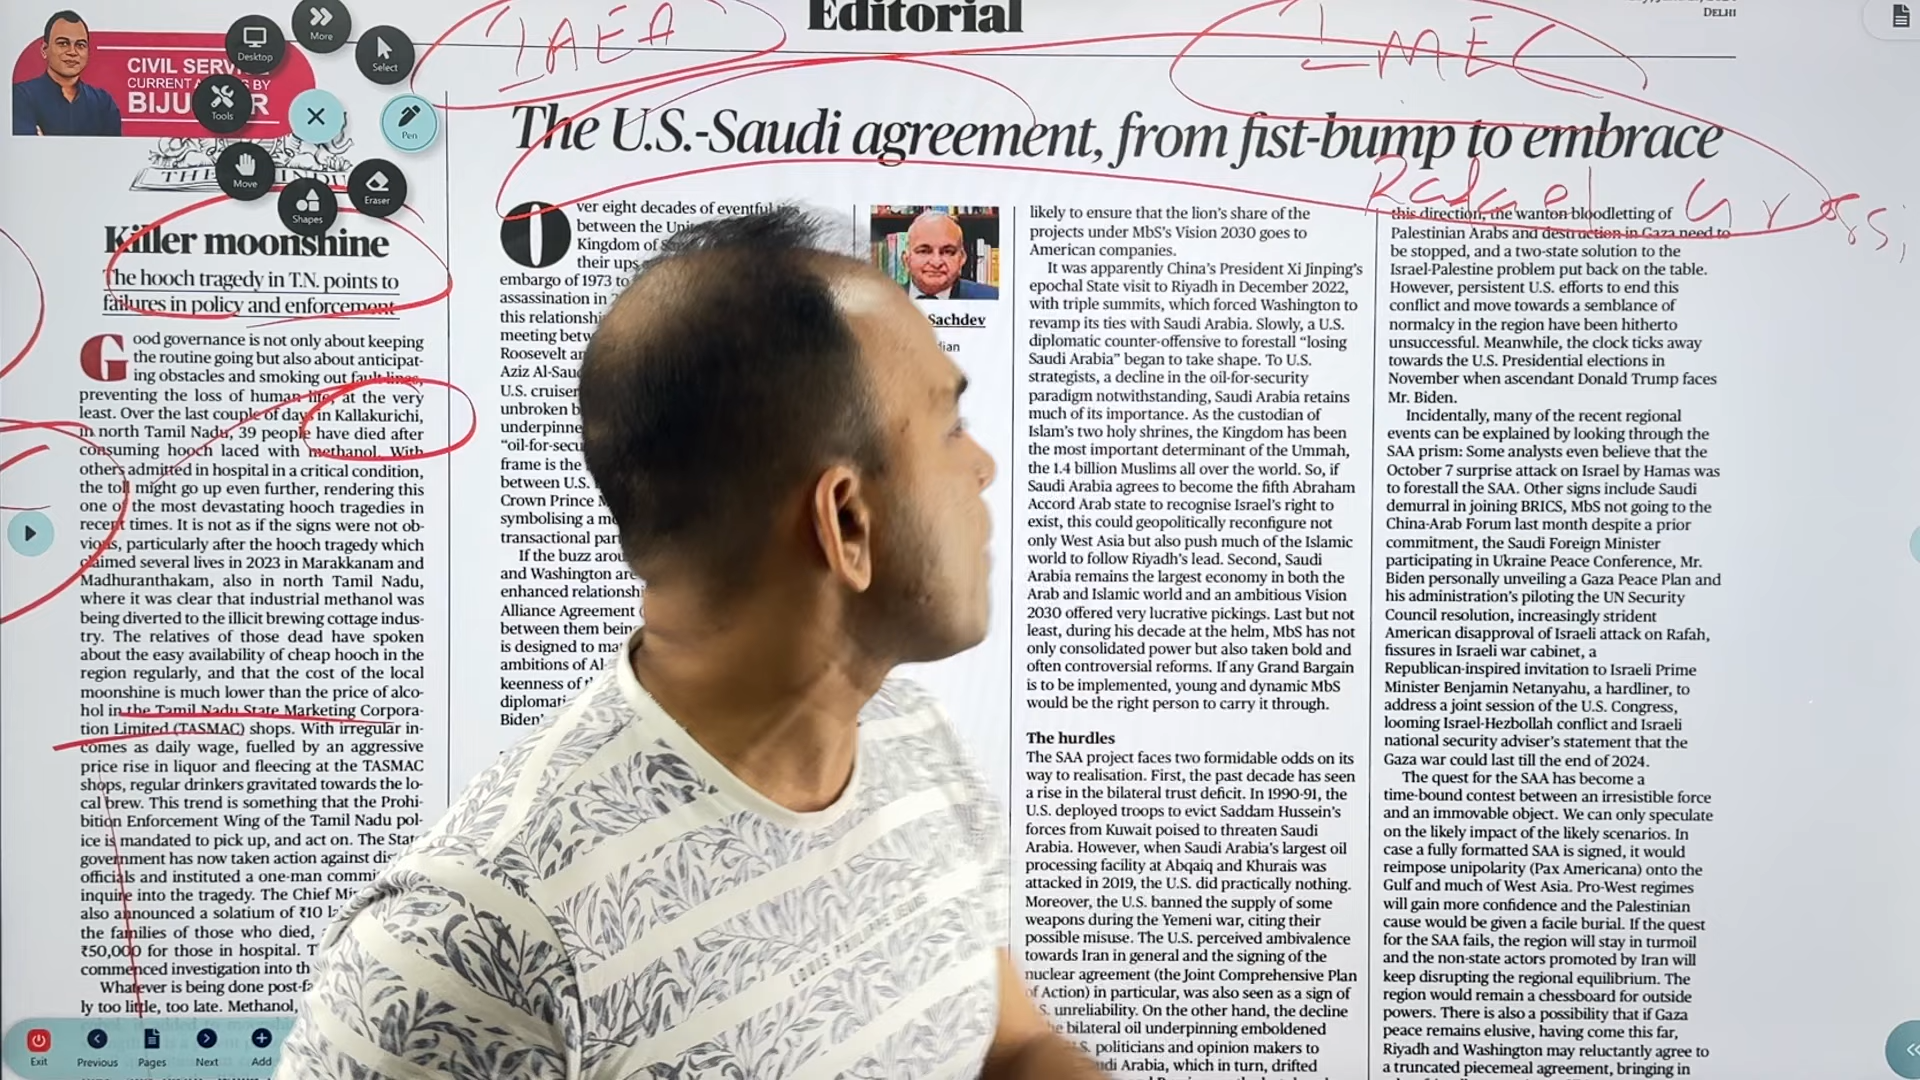 Editorial
DELHI
IAEA
IMEC
Rafael Grossi
CIVIL SERV
CURRENT A S BY
BIJU R
Desktop
More
Select
Tools
Pen
Move
Shapes
Eraser
THE HINDU
Killer moonshine
The hooch tragedy in T.N. points to
failures in policy and enforcement
Good governance is not only about keeping
the routine going but also about anticipat-
ing obstacles and smoking out fault-lines,
preventing the loss of human life, at the very
least. Over the last couple of days in Kallakurichi,
in north Tamil Nadu, 39 people have died after
consuming hooch laced with methanol. With
others admitted in hospital in a critical condition,
the toll might go up even further, rendering this
one of the most devastating hooch tragedies in
recent times. It is not as if the signs were not ob-
vious, particularly after the hooch tragedy which
claimed several lives in 2023 in Marakkanam and
Madhuranthakam, also in north Tamil Nadu,
where it was clear that industrial methanol was
being diverted to the illicit brewing cottage indus-
try. The relatives of those dead have spoken
about the easy availability of cheap hooch in the
region regularly, and that the cost of the local
moonshine is much lower than the price of alco-
hol in the Tamil Nadu State Marketing Corpora-
tion Limited (TASMAC) shops. With irregular in-
comes as daily wage, fuelled by an aggressive
price rise in liquor and fleecing at the TASMAC
shops, regular drinkers gravitated towards the lo-
cal brew. This trend is something that the Prohi-
bition Enforcement Wing of the Tamil Nadu pol-
ice is mandated to pick up, and act on. The State
government has now taken action against dis
officials and instituted a one-man commi
inquire into the tragedy. The Chief Mi
also announced a solatium of ₹10 la
the families of those who died,
₹50,000 for those in hospital. T
commenced investigation into th
Whatever is being done post-fa
ly too little, too late. Methanol,
The U.S.-Saudi agreement, from fist-bump to embrace
Over eight decades of eventful ties
between the Uni
Kingdom of S
their ups
embargo of 1973 to
assassination in
this relationshi
meeting betw
Roosevelt an
Aziz Al-Sau
U.S. cruiser
unbroken b
underpinne
“oil-for-secu
frame is the
between U.S.
Crown Prince M
symbolising a mo
transactional part
If the buzz arou
and Washington are
enhanced relationshi
Alliance Agreement
between them bein
is designed to ma
ambitions of Al-
keenness of t
diplomati
Biden'
Sachdev
ian
likely to ensure that the lion’s share of the
projects under MbS’s Vision 2030 goes to
American companies.
It was apparently China’s President Xi Jinping’s
epochal State visit to Riyadh in December 2022,
with triple summits, which forced Washington to
revamp its ties with Saudi Arabia. Slowly, a U.S.
diplomatic counter-offensive to forestall “losing
Saudi Arabia” began to take shape. To U.S.
strategists, a decline in the oil-for-security
paradigm notwithstanding, Saudi Arabia retains
much of its importance. As the custodian of
Islam’s two holy shrines, the Kingdom has been
the most important determinant of the Ummah,
the 1.4 billion Muslims all over the world. So, if
Saudi Arabia agrees to become the fifth Abraham
Accord Arab state to recognise Israel’s right to
exist, this could geopolitically reconfigure not
only West Asia but also push much of the Islamic
world to follow Riyadh’s lead. Second, Saudi
Arabia remains the largest economy in both the
Arab and Islamic world and an ambitious Vision
2030 offered very lucrative pickings. Last but not
least, during his decade at the helm, MbS has not
only consolidated power but also taken bold and
often controversial reforms. If any Grand Bargain
is to be implemented, young and dynamic MbS
would be the right person to carry it through.
The hurdles
The SAA project faces two formidable odds on its
way to realisation. First, the past decade has seen
a rise in the bilateral trust deficit. In 1990-91, the
U.S. deployed troops to evict Saddam Hussein’s
forces from Kuwait poised to threaten Saudi
Arabia. However, when Saudi Arabia’s largest oil
processing facility at Abqaiq and Khurais was
attacked in 2019, the U.S. did practically nothing.
Moreover, the U.S. banned the supply of some
weapons during the Yemeni war, citing their
possible misuse. The U.S. perceived ambivalence
towards Iran in general and the signing of the
nuclear agreement (the Joint Comprehensive Plan
of Action) in particular, was also seen as a sign of
.S. unreliability. On the other hand, the decline
he bilateral oil underpinning emboldened
.S. politicians and opinion makers to
udi Arabia, which in turn, drifted
this direction, the wanton bloodletting of
Palestinian Arabs and destruction in Gaza need to
be stopped, and a two-state solution to the
Israel-Palestine problem put back on the table.
However, persistent U.S. efforts to end this
conflict and move towards a semblance of
normalcy in the region have been hitherto
unsuccessful. Meanwhile, the clock ticks away
towards the U.S. Presidential elections in
November when ascendant Donald Trump faces
Mr. Biden.
Incidentally, many of the recent regional
events can be explained by looking through the
SAA prism: Some analysts even believe that the
October 7 surprise attack on Israel by Hamas was
to forestall the SAA. Other signs include Saudi
demurral in joining BRICS, MbS not going to the
China-Arab Forum last month despite a prior
commitment, the Saudi Foreign Minister
participating in Ukraine Peace Conference, Mr.
Biden personally unveiling a Gaza Peace Plan and
his administration’s piloting the UN Security
Council resolution, increasingly strident
American disapproval of Israeli attack on Rafah,
fissures in Israeli war cabinet, a
Republican-inspired invitation to Israeli Prime
Minister Benjamin Netanyahu, a hardliner, to
address a joint session of the U.S. Congress,
looming Israel-Hezbollah conflict and Israeli
national security adviser’s statement that the
Gaza war could last till the end of 2024.
The quest for the SAA has become a
time-bound contest between an irresistible force
and an immovable object. We can only speculate
on the likely impact of the likely scenarios. In
case a fully formatted SAA is signed, it would
reimpose unipolarity (Pax Americana) onto the
Gulf and much of West Asia. Pro-West regimes
will gain more confidence and the Palestinian
cause would be given a facile burial. If the quest
for the SAA fails, the region will stay in turmoil
and the non-state actors promoted by Iran will
keep disrupting the regional equilibrium. The
region would remain a chessboard for outside
powers. There is also a possibility that if Gaza
peace remains elusive, having come this far,
Riyadh and Washington may reluctantly agree to
a truncated piecemeal agreement, bringing in
Exit
Previous
Pages
Next
Add